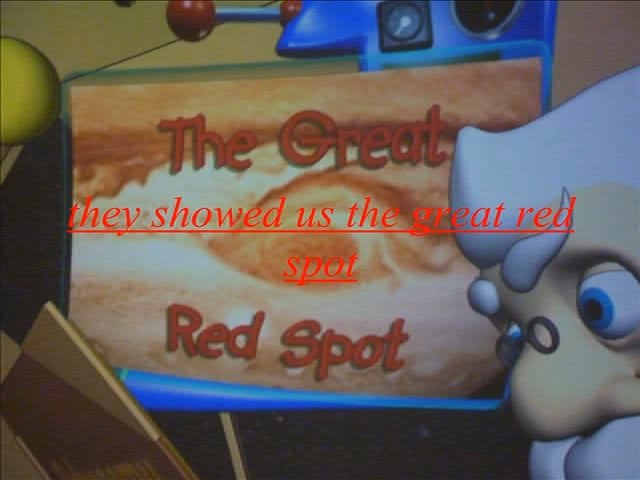 The Great
they showed us the great red
spot
Red Spot